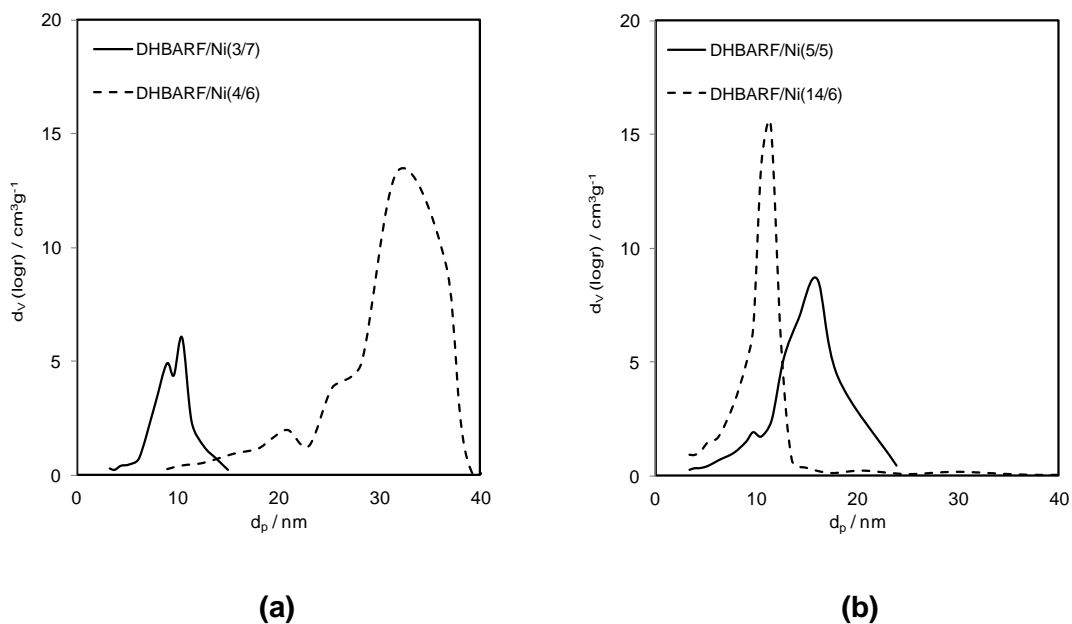 20
15
10
5
0
DHBARF/Ni(3/7)
DHBARF/Ni(4/6)
dV (logr) / cm³g⁻¹
0 10 20 30 40
dp / nm
(a)
20
15
10
5
0
DHBARF/Ni(5/5)
DHBARF/Ni(14/6)
dV (logr) / cm³g⁻¹
0 10 20 30 40
dp / nm
(b)